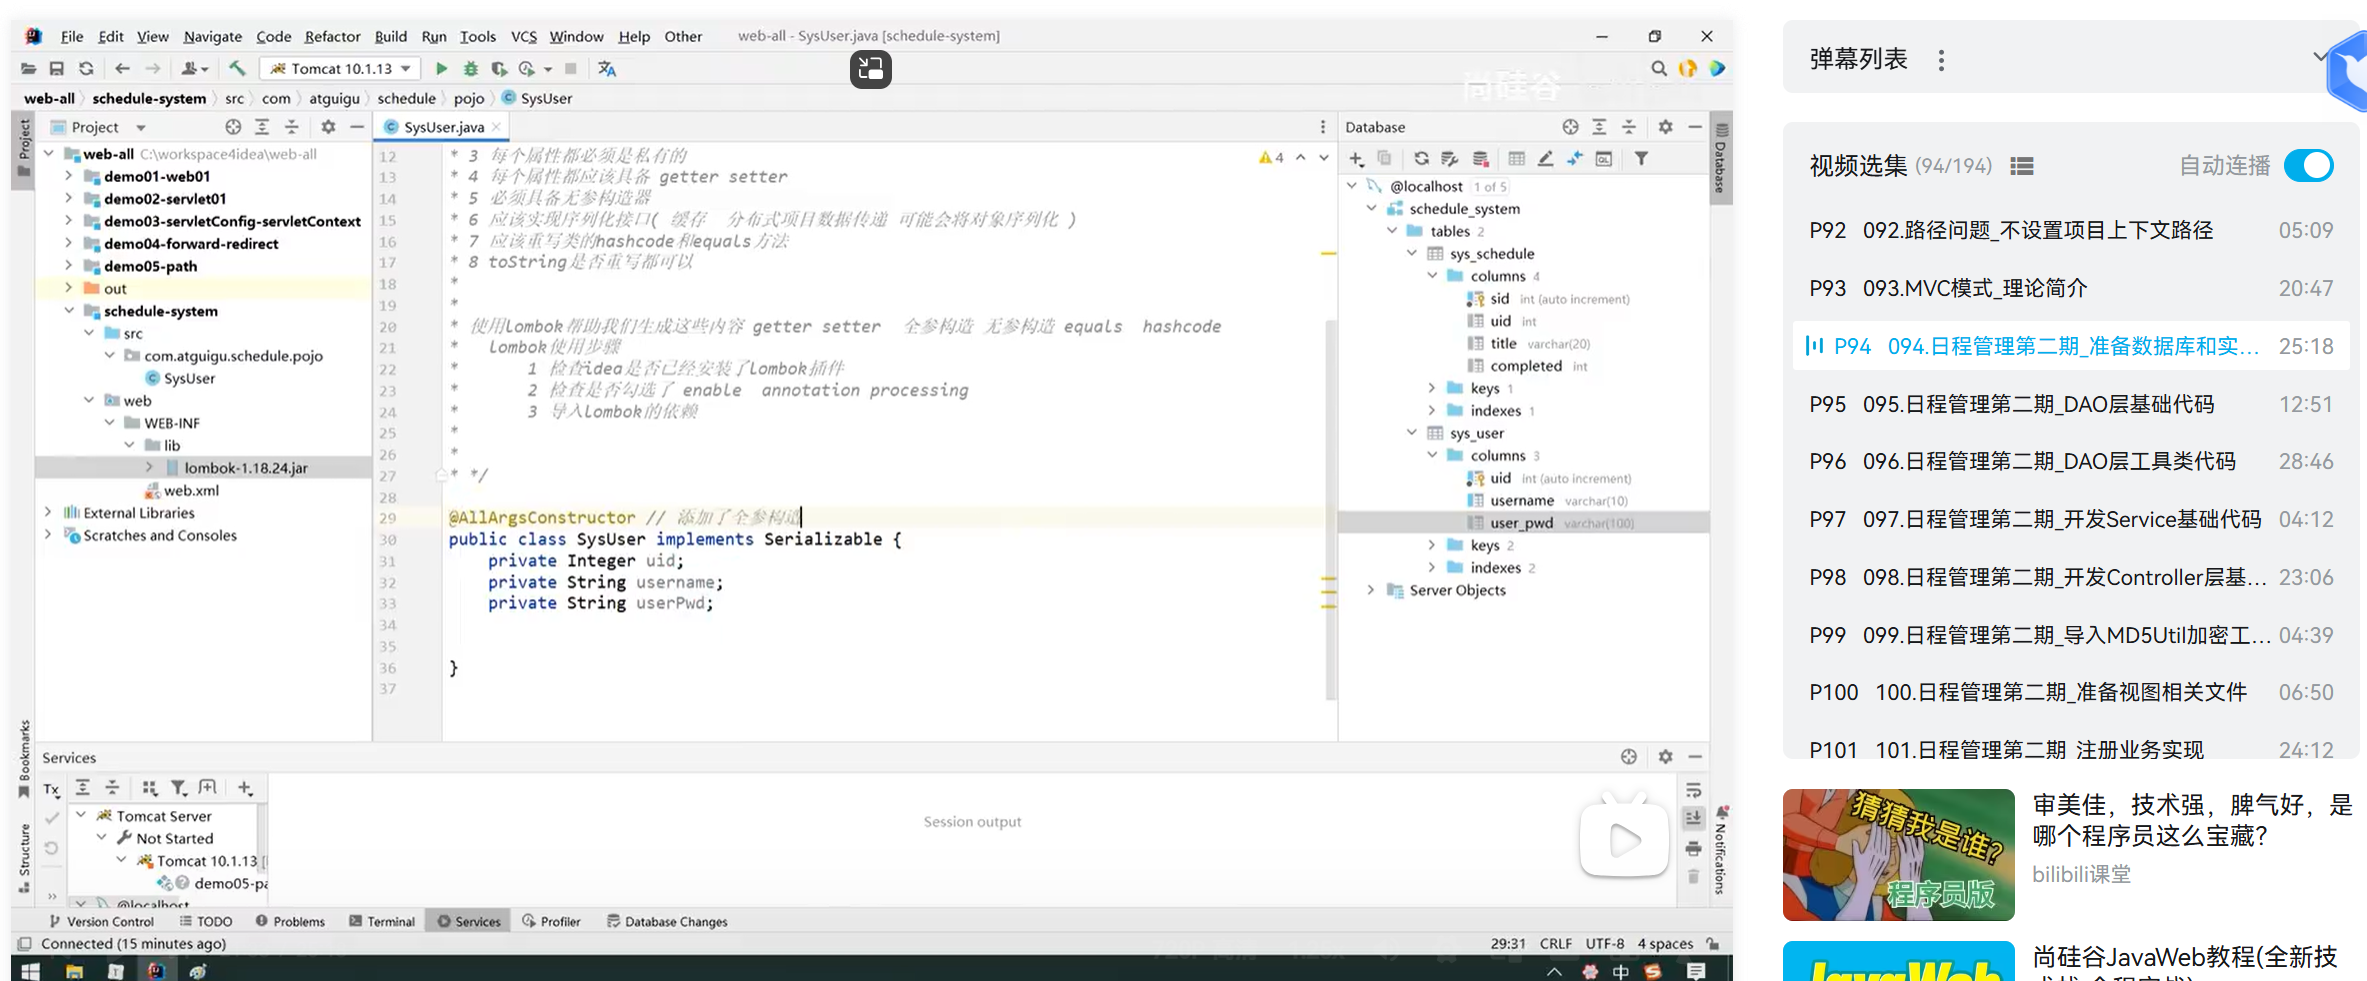 File Edit View Navigate Code Refactor Build Run Tools VCS Window Help Other web-all - SysUser.java [schedule-system]
Tomcat 10.1.13
尚硅谷
web-all schedule-system src com atguigu schedule pojo SysUser
Project
Project
web-all C:\workspace4idea\web-all
demo01-web01
demo02-servlet01
demo03-servletConfig-servletContext
demo04-forward-redirect
demo05-path
out
schedule-system
src
com.atguigu.schedule.pojo
SysUser
web
WEB-INF
lib
lombok-1.18.24.jar
web.xml
External Libraries
Scratches and Consoles
SysUser.java
4
12 * 3 每个属性都必须是私有的
13 * 4 每个属性都应该具备 getter setter
14 * 5 必须具备无参构造器
15 * 6 应该实现序列化接口( 缓存 分布式项目数据传递 可能会将对象序列化 )
16 * 7 应该重写类的hashcode和equals方法
17 * 8 toString是否重写都可以
18 *
19 *
20 * 使用lombok帮助我们生成这些内容 getter setter 全参构造 无参构造 equals hashcode
21 * Lombok使用步骤
22 * 1 检查idea是否已经安装了lombok插件
23 * 2 检查是否勾选了 enable annotation processing
24 * 3 导入lombok的依赖
25 *
26 *
27 * */
28
29 @AllArgsConstructor // 添加了全参构造
30 public class SysUser implements Serializable {
31 private Integer uid;
32 private String username;
33 private String userPwd;
34
35
36 }
37
Database
Database
@localhost 1 of 5
schedule_system
tables 2
sys_schedule
columns 4
sid int (auto increment)
uid int
title varchar(20)
completed int
keys 1
indexes 1
sys_user
columns 3
uid int (auto increment)
username varchar(10)
user_pwd varchar(100)
keys 2
indexes 2
Server Objects
Bookmarks
Structure
Notifications
Services
Tx
Tomcat Server
Not Started
Tomcat 10.1.13 [
demo05-pa
@localhost
Session output
Version Control TODO Problems Terminal Services Profiler Database Changes
Connected (15 minutes ago) 29:31 CRLF UTF-8 4 spaces
中
弹幕列表
视频选集 (94/194) 自动连播
P92 092.路径问题_不设置项目上下文路径 05:09
P93 093.MVC模式_理论简介 20:47
P94 094.日程管理第二期_准备数据库和实... 25:18
P95 095.日程管理第二期_DAO层基础代码 12:51
P96 096.日程管理第二期_DAO层工具类代码 28:46
P97 097.日程管理第二期_开发Service基础代码 04:12
P98 098.日程管理第二期_开发Controller层基... 23:06
P99 099.日程管理第二期_导入MD5Util加密工... 04:39
P100 100.日程管理第二期_准备视图相关文件 06:50
P101 101.日程管理第二期_注册业务实现 24:12
猜猜我是谁?
程序员版
审美佳，技术强，脾气好，是
哪个程序员这么宝藏？
bilibili课堂
JavaWeb
尚硅谷JavaWeb教程(全新技